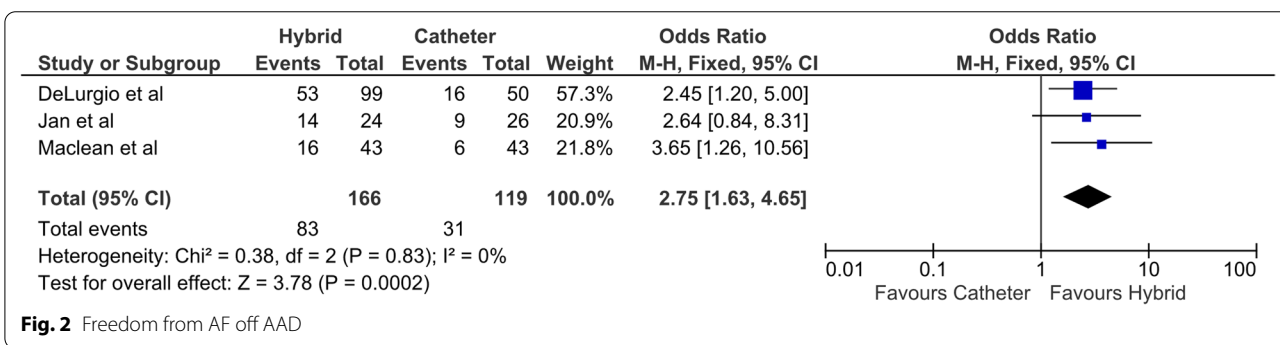 Hybrid Catheter Odds Ratio Odds Ratio
Study or Subgroup Events Total Events Total Weight M-H, Fixed, 95% CI M-H, Fixed, 95% CI
DeLurgio et al 53 99 16 50 57.3% 2.45 [1.20, 5.00]
Jan et al 14 24 9 26 20.9% 2.64 [0.84, 8.31]
Maclean et al 16 43 6 43 21.8% 3.65 [1.26, 10.56]
Total (95% CI) 166 119 100.0% 2.75 [1.63, 4.65]
Total events 83 31
Heterogeneity: Chi² = 0.38, df = 2 (P = 0.83); I² = 0%
Test for overall effect: Z = 3.78 (P = 0.0002)
0.01 0.1 1 10 100
Favours Catheter Favours Hybrid
Fig. 2 Freedom from AF off AAD